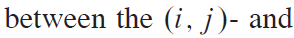 between the (i, j)- and